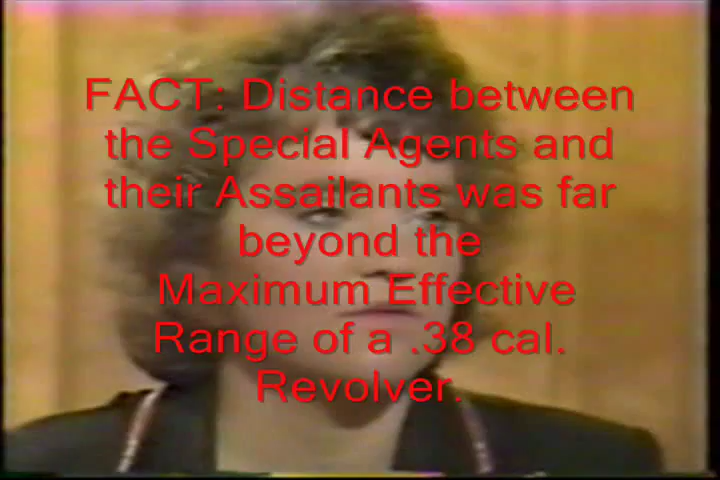 FACT: Distance between
the Special Agents and
their Assailants was far
beyond the
Maximum Effective
Range of a .38 cal.
Revolver.